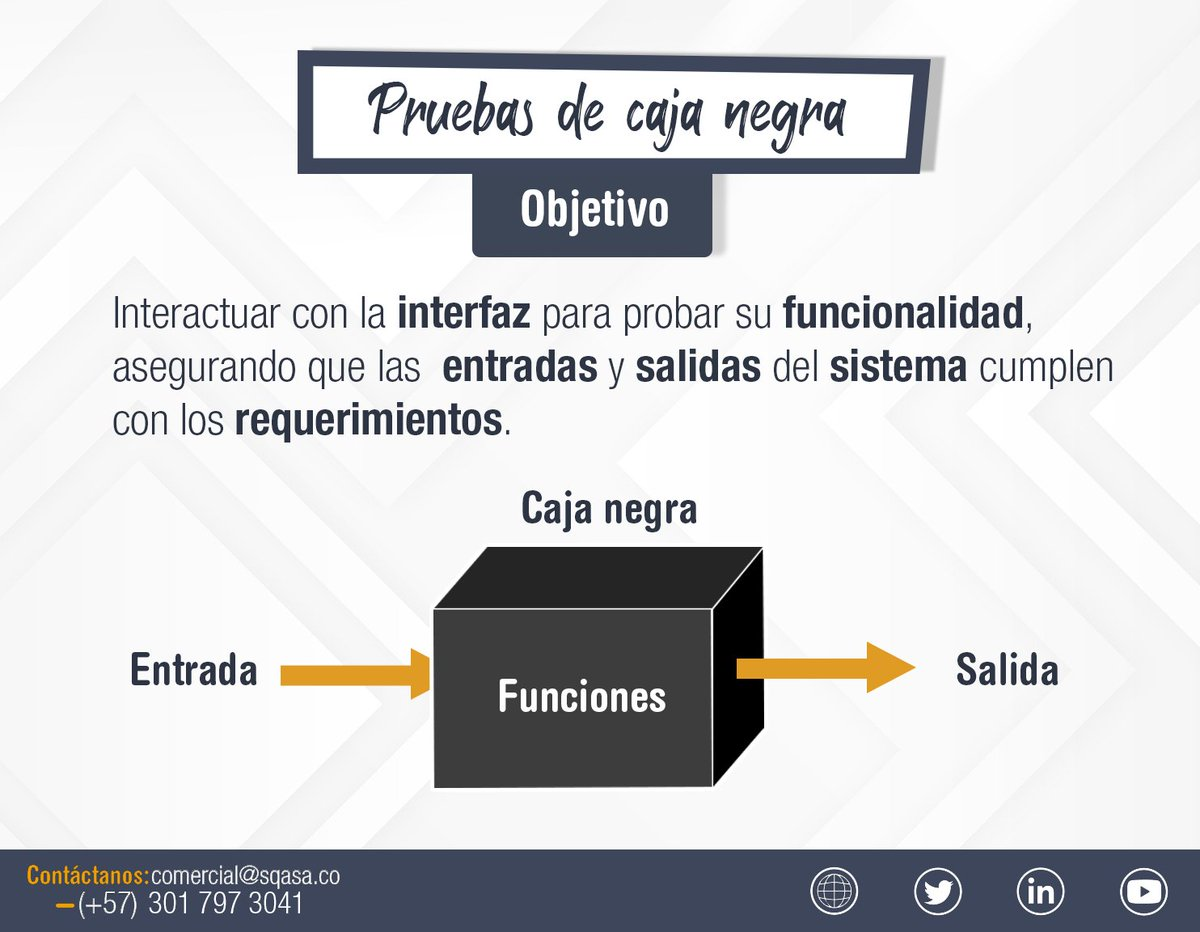 Pruebas de caja negra
Objetivo
Interactuar con la interfaz para probar su funcionalidad,
asegurando que las entradas y salidas del sistema cumplen
con los requerimientos.
Caja negra
Entrada
Funciones
Salida
Contáctanos: comercial@sqasa.co
(+57) 301 797 3041
in